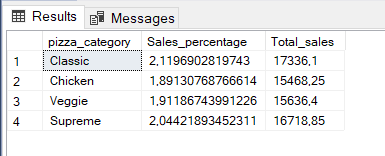 Results Messages
pizza_category Sales_percentage Total_sales
1 Classic 2,1196902819743 17336,1
2 Chicken 1,89130768766614 15468,25
3 Veggie 1,91186743991226 15636,4
4 Supreme 2,04421893452311 16718,85